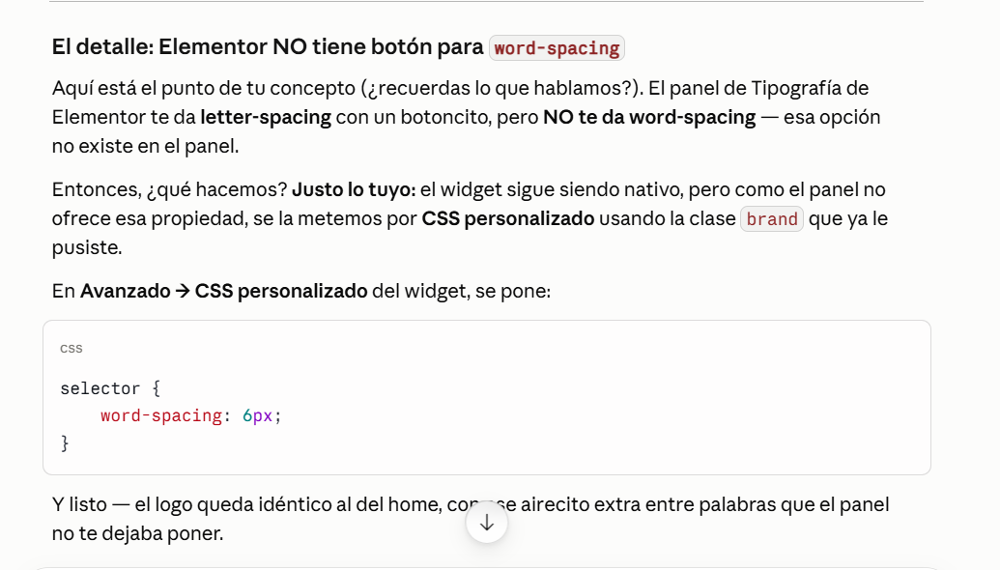 El detalle: Elementor NO tiene botón para word-spacing
Aquí está el punto de tu concepto (¿recuerdas lo que hablamos?). El panel de Tipografía de
Elementor te da letter-spacing con un botoncito, pero NO te da word-spacing — esa opción
no existe en el panel.
Entonces, ¿qué hacemos? Justo lo tuyo: el widget sigue siendo nativo, pero como el panel no
ofrece esa propiedad, se la metemos por CSS personalizado usando la clase brand que ya le
pusiste.
En Avanzado → CSS personalizado del widget, se pone:
css
selector {
    word-spacing: 6px;
}
Y listo — el logo queda idéntico al del home, airecito extra entre palabras que el panel
no te dejaba poner.